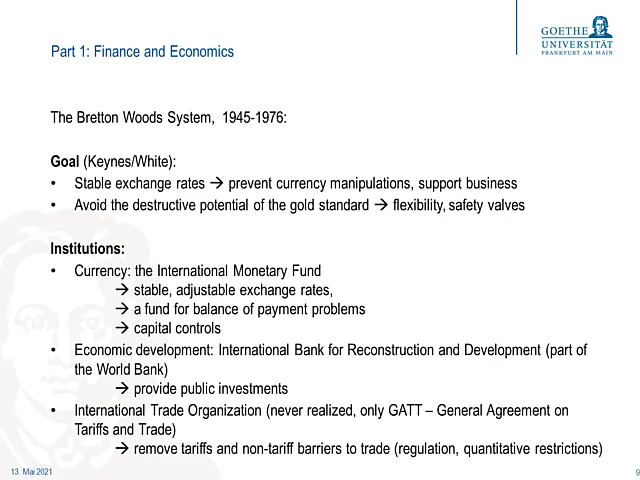 GOETHE
UNIVERSITÄT
FRANKFURT AM MAIN
Part 1: Finance and Economics
The Bretton Woods System, 1945-1976:
Goal (Keynes/White):
• Stable exchange rates → prevent currency manipulations, support business
• Avoid the destructive potential of the gold standard → flexibility, safety valves
Institutions:
• Currency: the International Monetary Fund
→ stable, adjustable exchange rates,
→ a fund for balance of payment problems
→ capital controls
• Economic development: International Bank for Reconstruction and Development (part of
the World Bank)
→ provide public investments
• International Trade Organization (never realized, only GATT – General Agreement on
Tariffs and Trade)
→ remove tariffs and non-tariff barriers to trade (regulation, quantitative restrictions)
13. Mai 2021
9